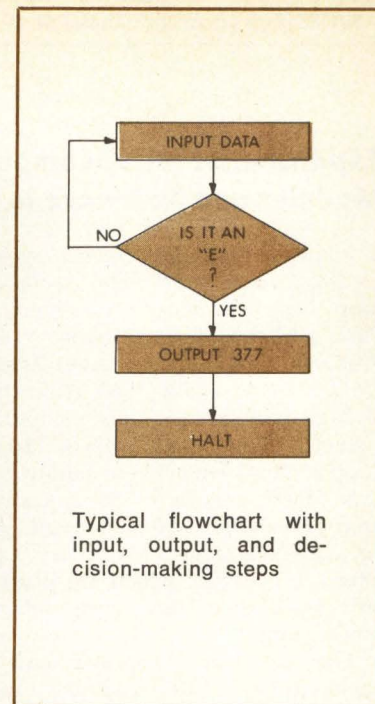 INPUT DATA
IS IT AN
"E"
?
NO
YES
OUTPUT 377
HALT
Typical flowchart with
input, output, and de-
cision-making steps